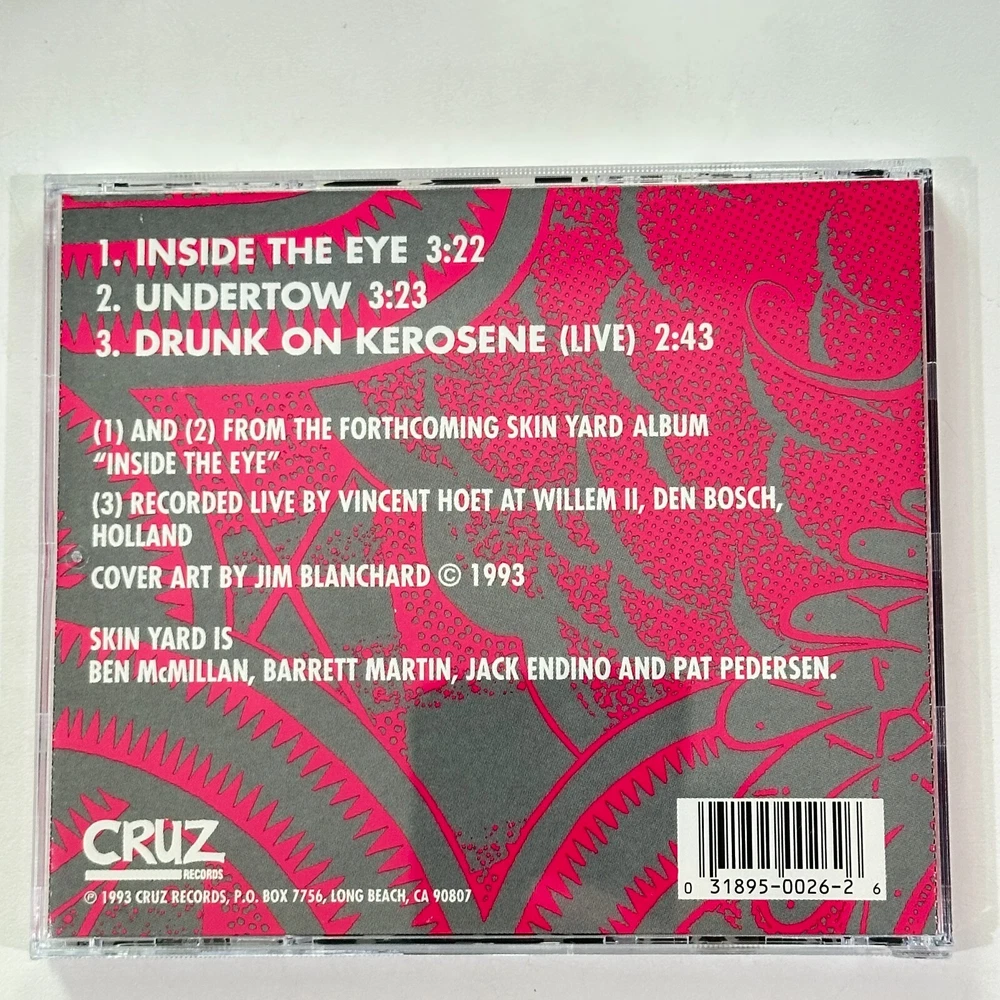 1. INSIDE THE EYE 3:22
2. UNDERTOW 3:23
3. DRUNK ON KEROSENE (LIVE) 2:43
(1) AND (2) FROM THE FORTHCOMING SKIN YARD ALBUM
“INSIDE THE EYE”
(3) RECORDED LIVE BY VINCENT HOET AT WILLEM II, DEN BOSCH,
HOLLAND
COVER ART BY JIM BLANCHARD © 1993
SKIN YARD IS
BEN McMILLAN, BARRETT MARTIN, JACK ENDINO AND PAT PEDERSEN.
CRUZ
RECORDS
℗ 1993 CRUZ RECORDS, P.O. BOX 7756, LONG BEACH, CA 90807
0 31895-0026-2 6